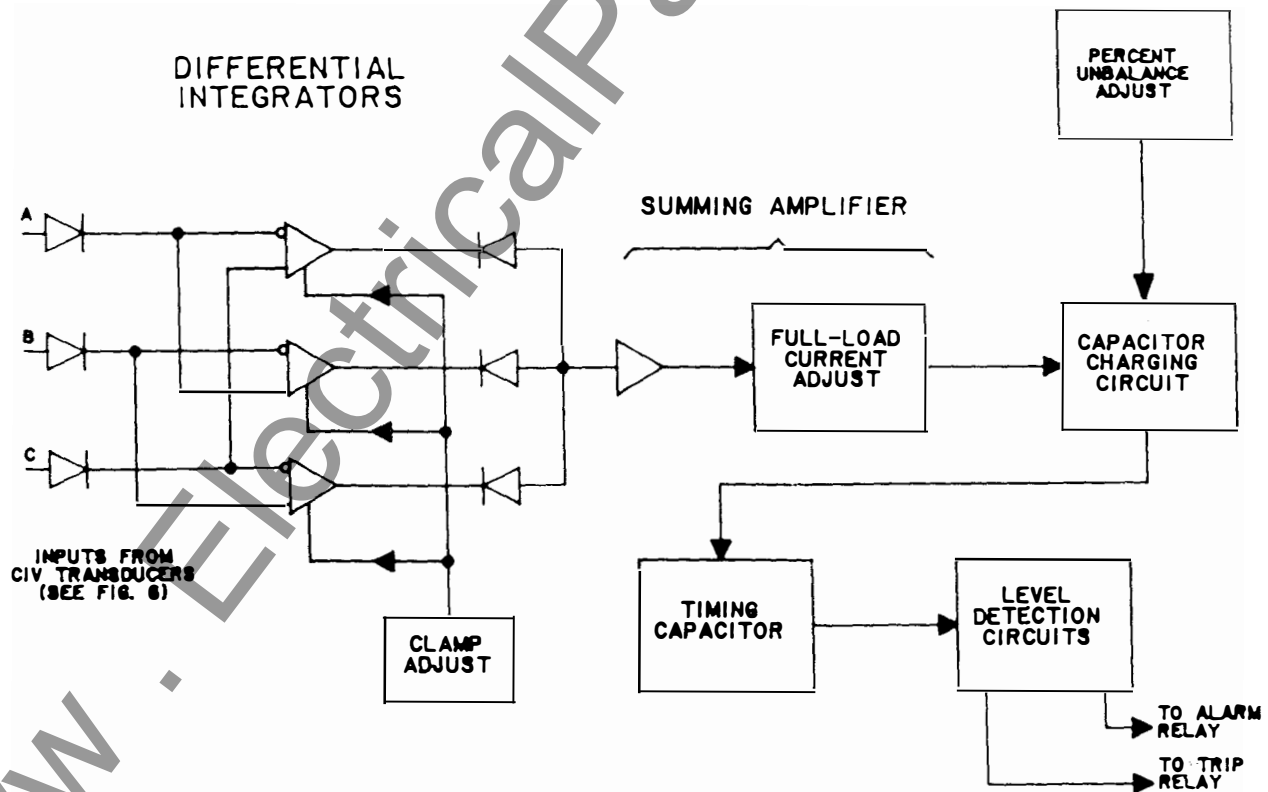 DIFFERENTIAL
INTEGRATORS
PERCENT
UNBALANCE
ADJUST
SUMMING AMPLIFIER
A
B
C
FULL-LOAD
CURRENT
ADJUST
CAPACITOR
CHARGING
CIRCUIT
INPUTS FROM
CIV TRANSDUCERS
(SEE FIG. 6)
CLAMP
ADJUST
TIMING
CAPACITOR
LEVEL
DETECTION
CIRCUITS
TO ALARM
RELAY
TO TRIP
RELAY
w . ElectricalPa